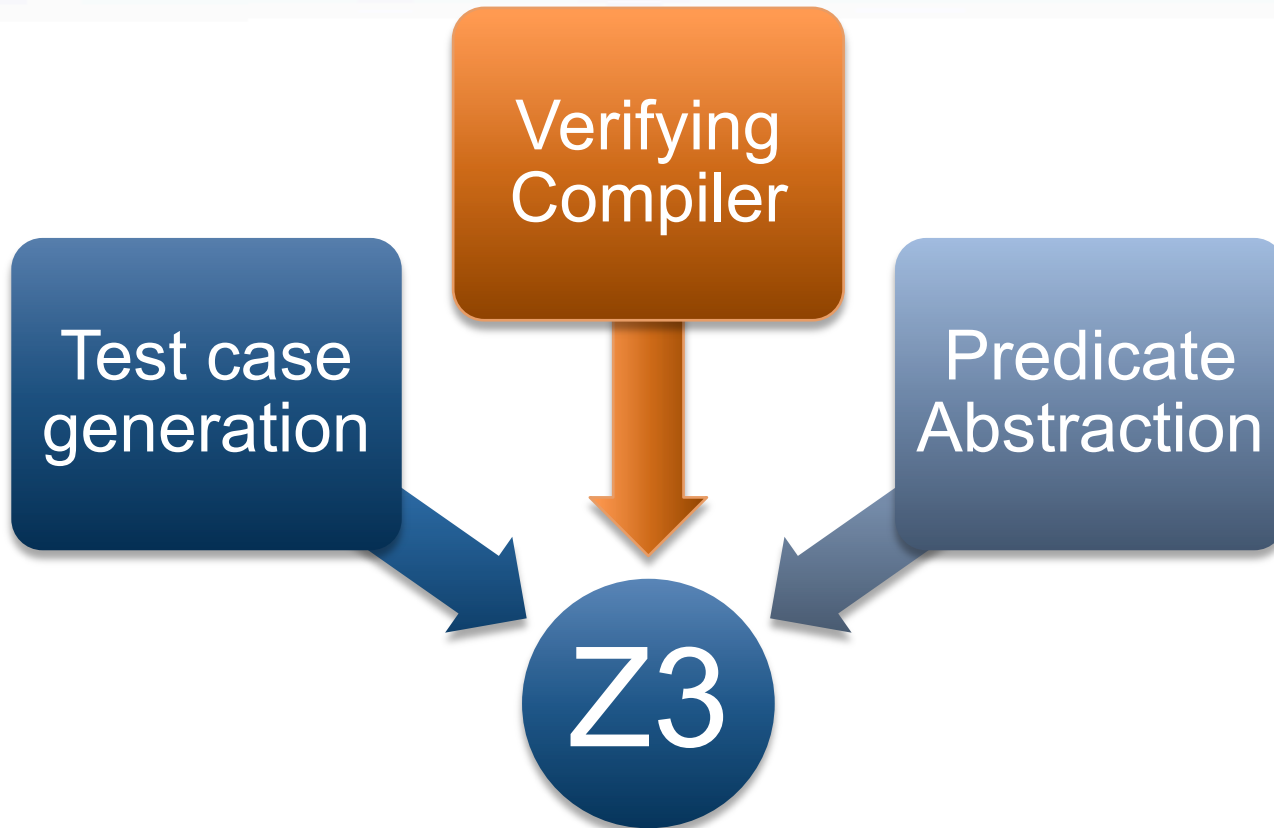 Verifying
Compiler
Test case
generation
Predicate
Abstraction
Z3